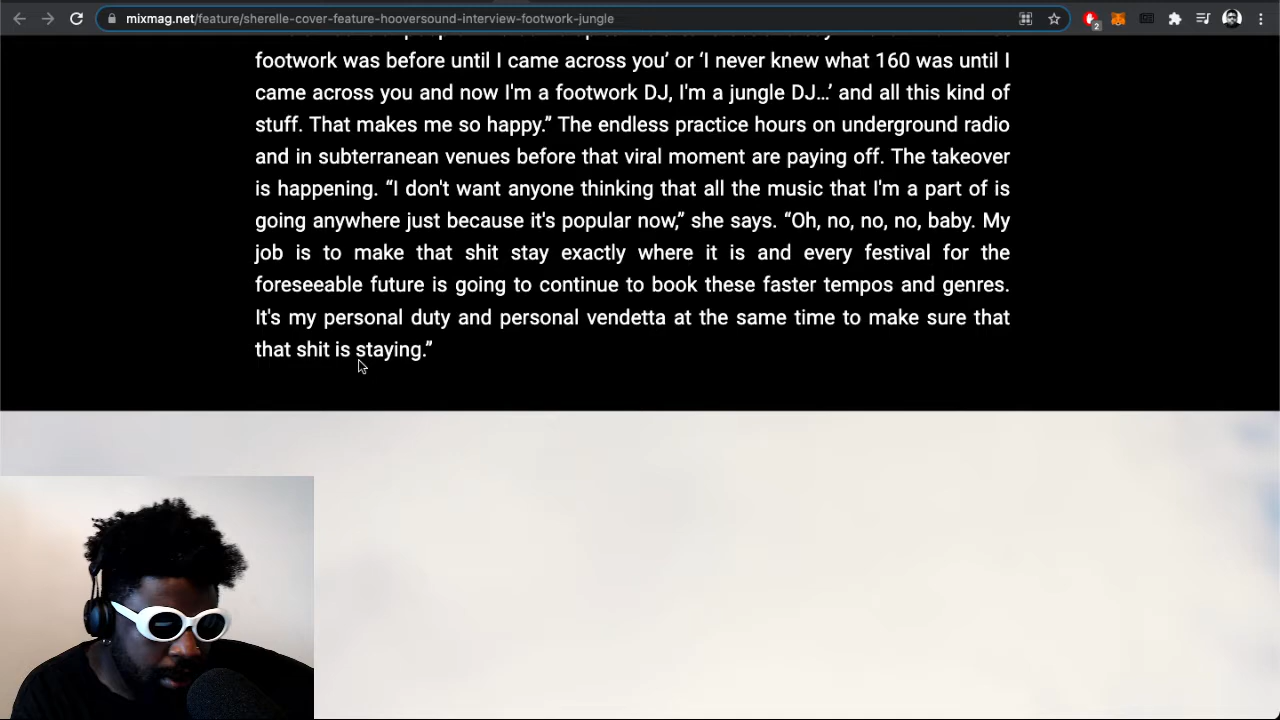 mixmag.net/feature/sherelle-cover-feature-hooversound-interview-footwork-jungle
2
footwork was before until I came across you’ or ‘I never knew what 160 was until I
came across you and now I'm a footwork DJ, I'm a jungle DJ…’ and all this kind of
stuff. That makes me so happy.” The endless practice hours on underground radio
and in subterranean venues before that viral moment are paying off. The takeover
is happening. “I don't want anyone thinking that all the music that I'm a part of is
going anywhere just because it's popular now,” she says. “Oh, no, no, no, baby. My
job is to make that shit stay exactly where it is and every festival for the
foreseeable future is going to continue to book these faster tempos and genres.
It's my personal duty and personal vendetta at the same time to make sure that
that shit is staying.”